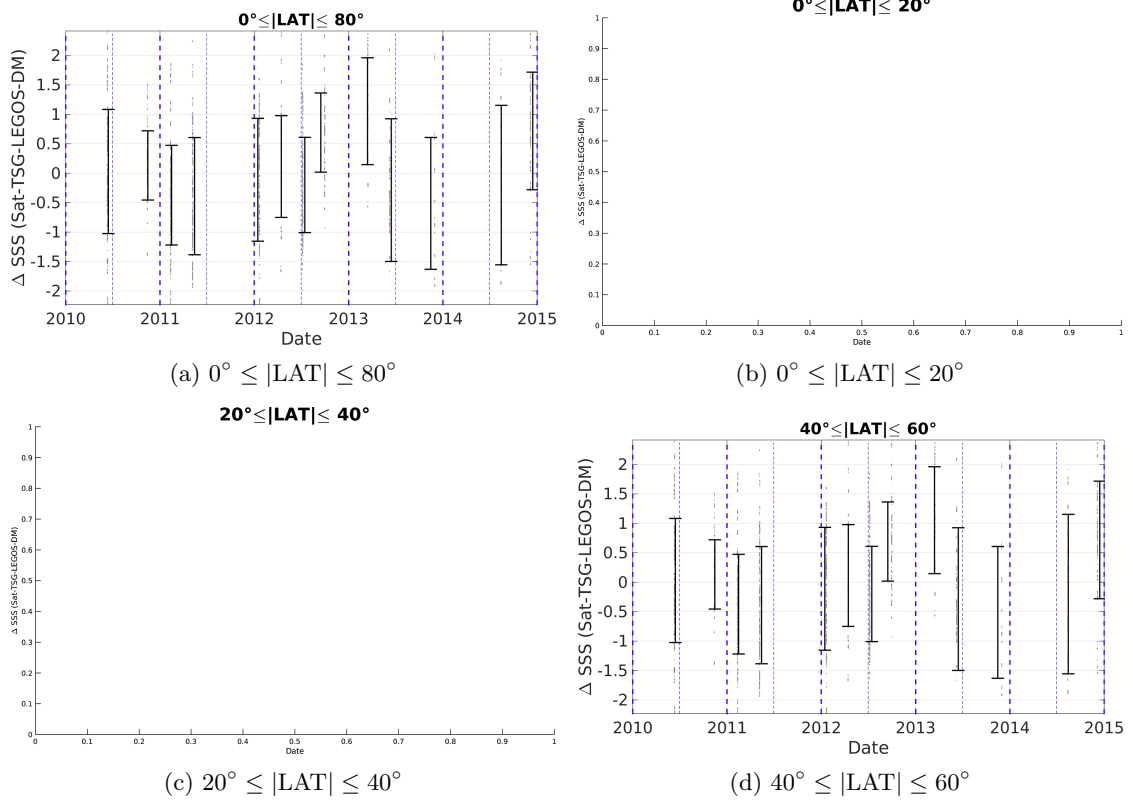 0°≤|LAT|≤ 80°
Δ SSS (Sat-TSG-LEGOS-DM)
2
1.5
1
0.5
0
-0.5
-1
-1.5
-2
2010 2011 2012 2013 2014 2015
Date
(a) 0° ≤ |LAT| ≤ 80°
0°≤|LAT|≤ 20°
Δ SSS (Sat-TSG-LEGOS-DM)
1
0.9
0.8
0.7
0.6
0.5
0.4
0.3
0.2
0.1
0
0 0.1 0.2 0.3 0.4 0.5 0.6 0.7 0.8 0.9 1
Date
(b) 0° ≤ |LAT| ≤ 20°
20°≤|LAT|≤ 40°
Δ SSS (Sat-TSG-LEGOS-DM)
1
0.9
0.8
0.7
0.6
0.5
0.4
0.3
0.2
0.1
0
0 0.1 0.2 0.3 0.4 0.5 0.6 0.7 0.8 0.9 1
Date
(c) 20° ≤ |LAT| ≤ 40°
40°≤|LAT|≤ 60°
Δ SSS (Sat-TSG-LEGOS-DM)
2
1.5
1
0.5
0
-0.5
-1
-1.5
-2
2010 2011 2012 2013 2014 2015
Date
(d) 40° ≤ |LAT| ≤ 60°